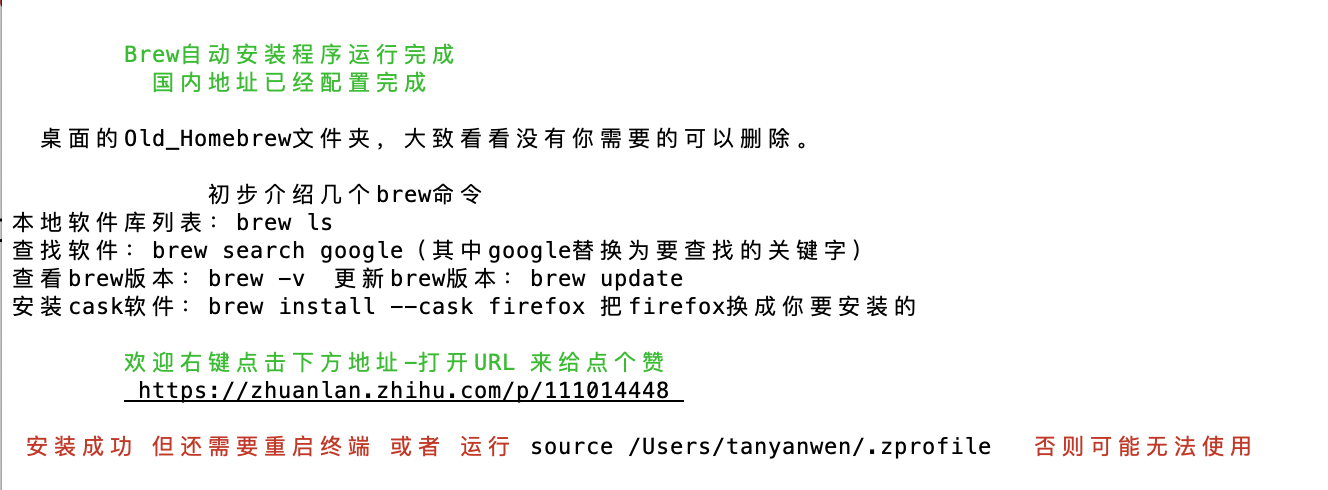 Brew自动安装程序运行完成
国内地址已经配置完成
桌面的Old_Homebrew文件夹，大致看看没有你需要的可以删除。
初步介绍几个brew命令
本地软件库列表：brew ls
查找软件：brew search google（其中google替换为要查找的关键字）
查看brew版本：brew -v  更新brew版本：brew update
安装cask软件：brew install --cask firefox 把firefox换成你要安装的
欢迎右键点击下方地址-打开URL 来给点个赞
https://zhuanlan.zhihu.com/p/111014448
安装成功 但还需要重启终端 或者 运行 source /Users/tanyanwen/.zprofile  否则可能无法使用